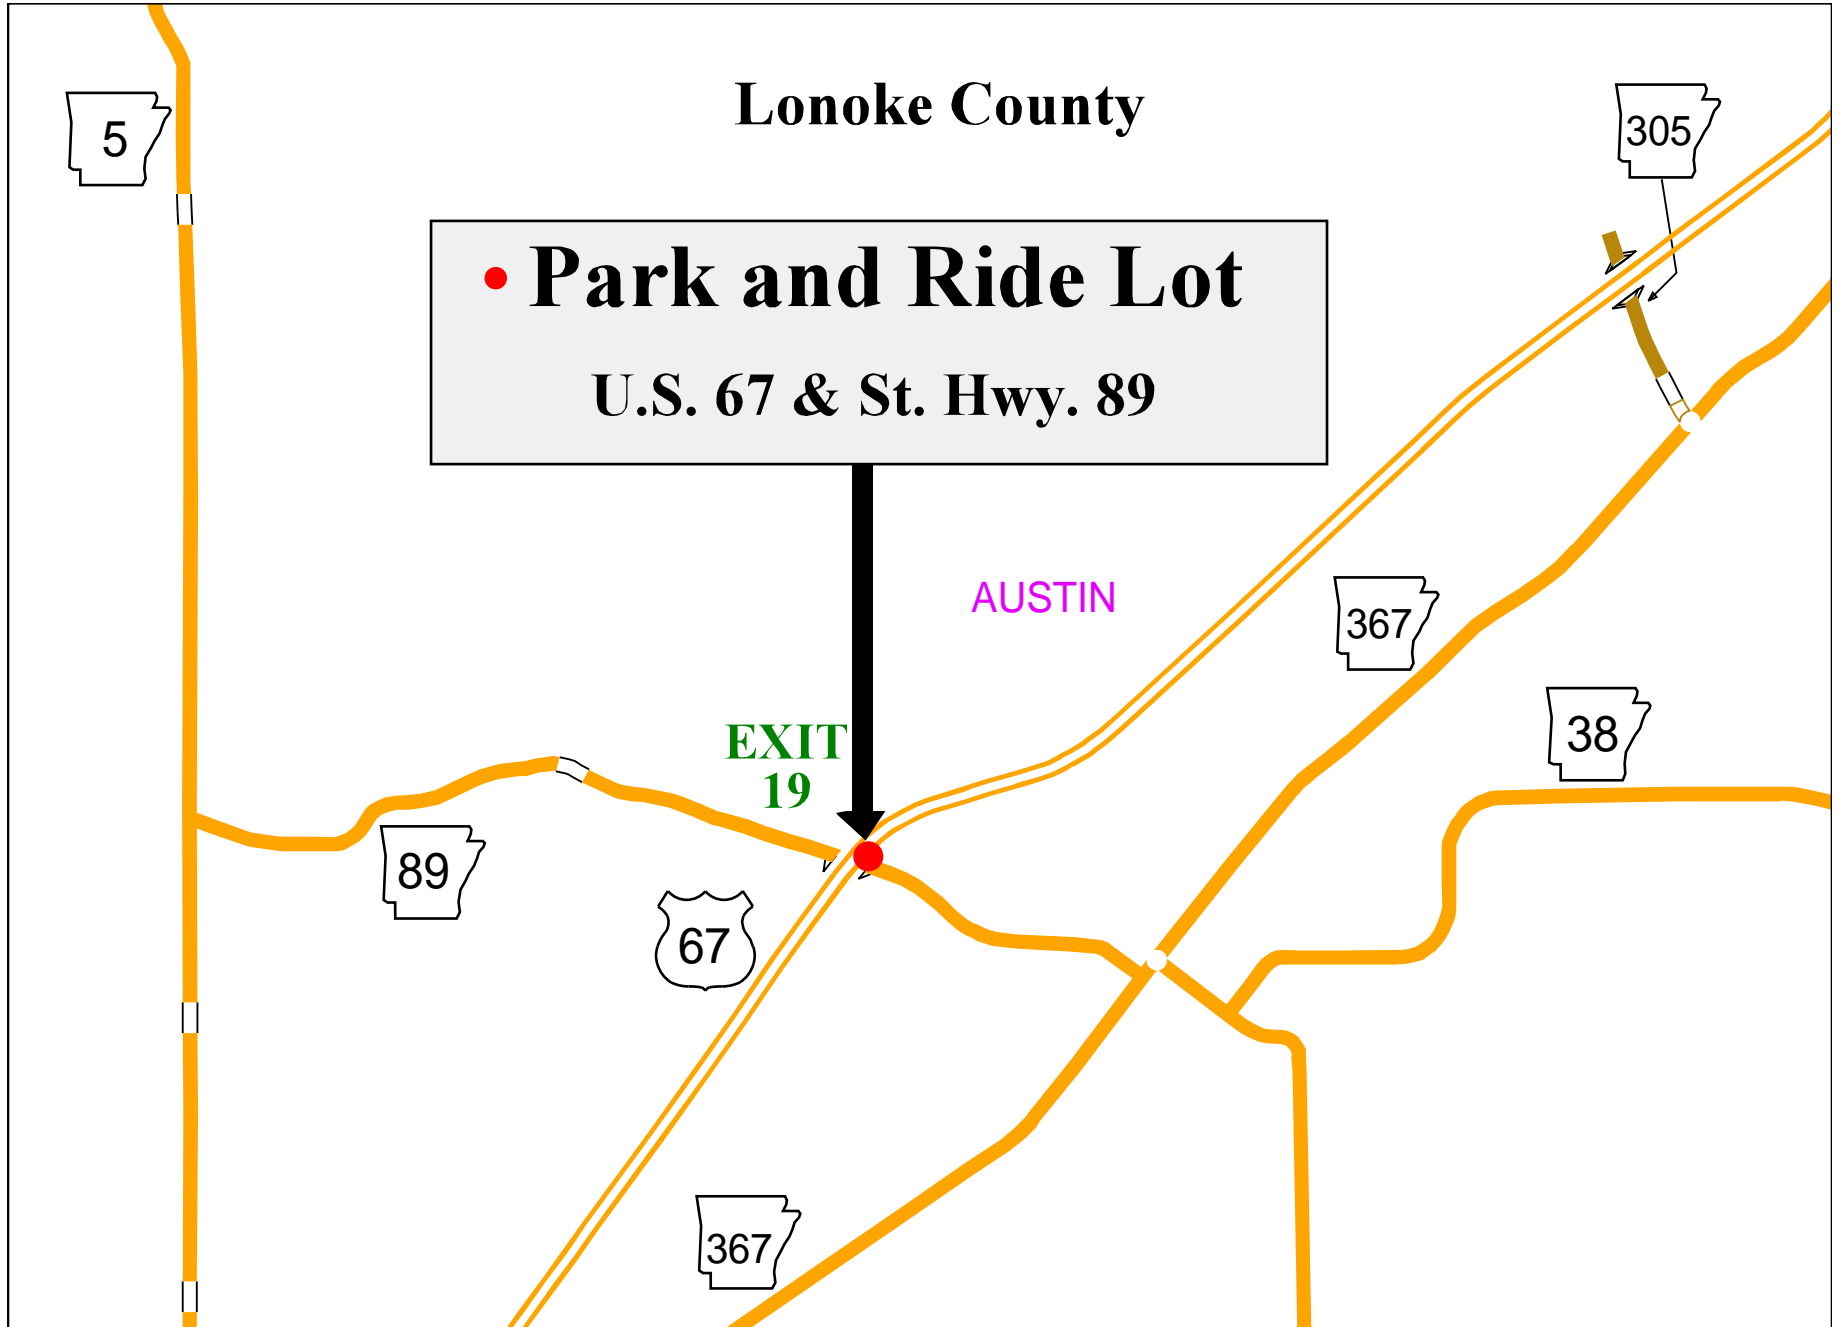 Lonoke County
5
305
• Park and Ride Lot
U.S. 67 & St. Hwy. 89
AUSTIN
367
38
EXIT
19
89
67
367